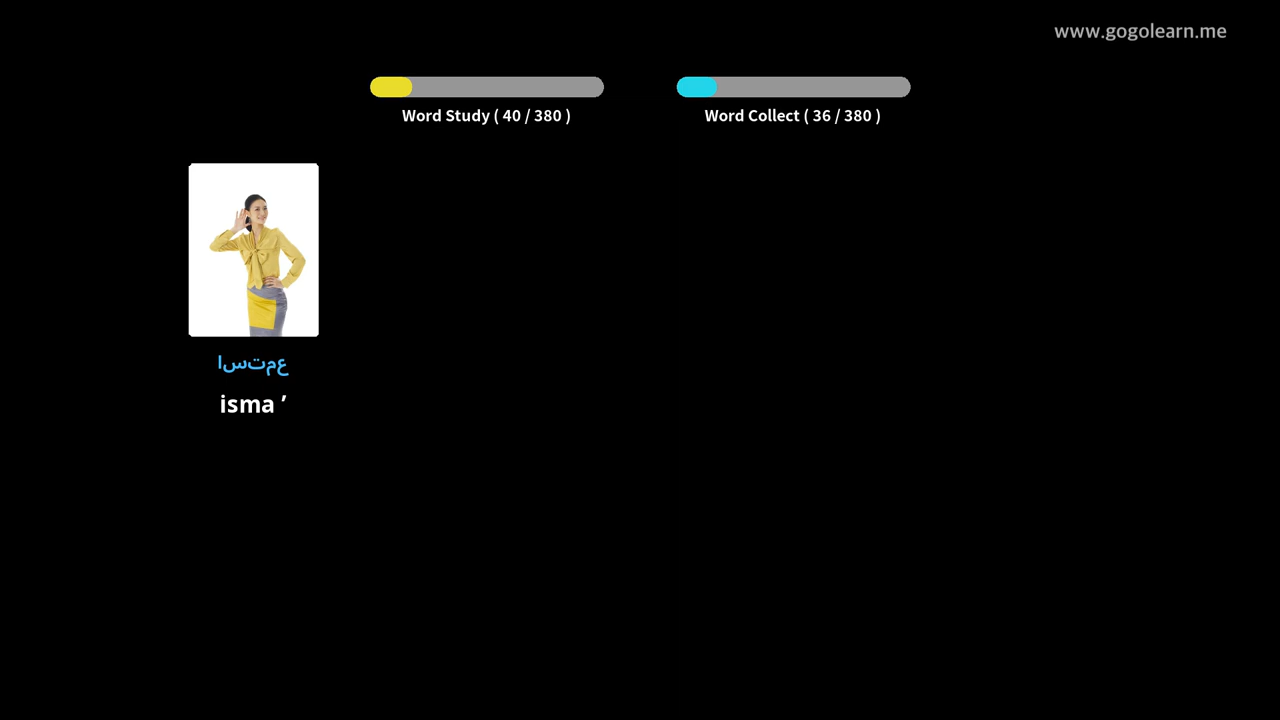 www.gogolearn.me
Word Study ( 40 / 380 )
Word Collect ( 36 / 380 )
استمع
isma ’